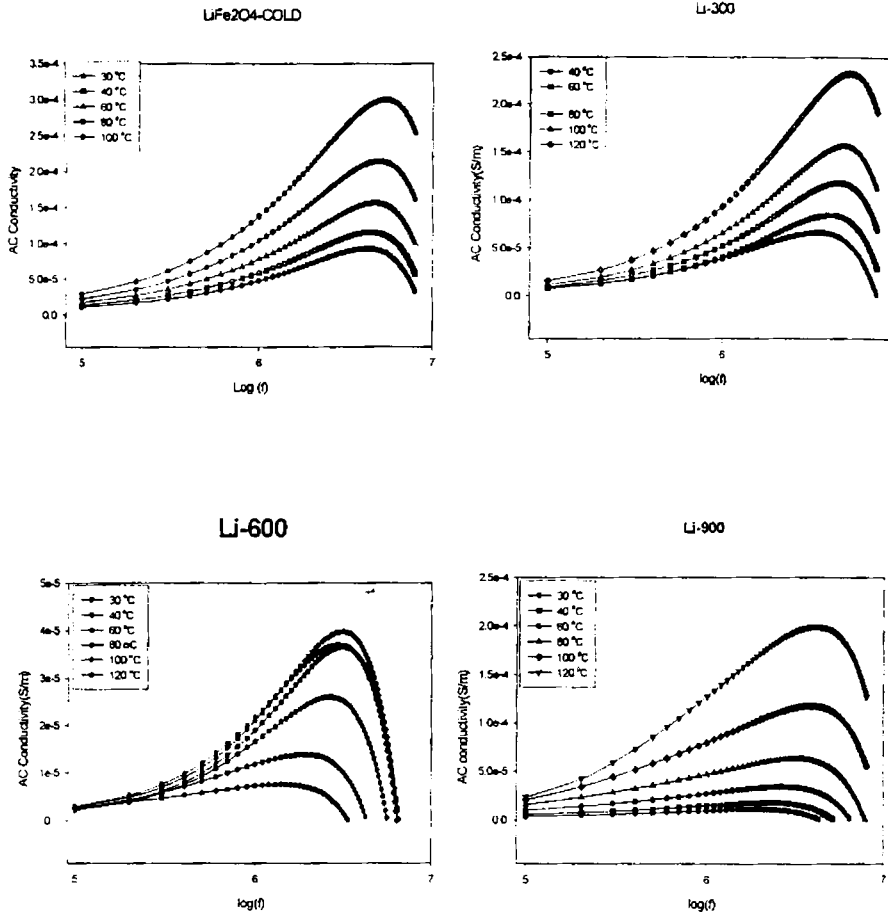 LiFe2O4-COLD
3.5e-4
3.0e-4
2.5e-4
2.0e-4
1.5e-4
1.0e-4
5.0e-5
0.0
AC Conductivity
30 °C
40 °C
60 °C
80 °C
100 °C
5
6
7
Log (f)
Li-300
2.5e-4
2.0e-4
1.5e-4
1.0e-4
5.0e-5
0.0
AC Conductivity(S/m)
40 °C
60 °C
80 °C
100 °C
120 °C
5
6
log(f)
Li-600
5e-5
4e-5
3e-5
2e-5
1e-5
0
AC Conductivity(S/m)
30 °C
40 °C
60 °C
80 oC
100 °C
120 °C
5
6
7
log(f)
Li-900
2.5e-4
2.0e-4
1.5e-4
1.0e-4
5.0e-5
0.0
AC conductivity(S/m)
30 °C
40 °C
60 °C
80 °C
100 °C
120 °C
5
6
7
log(f)